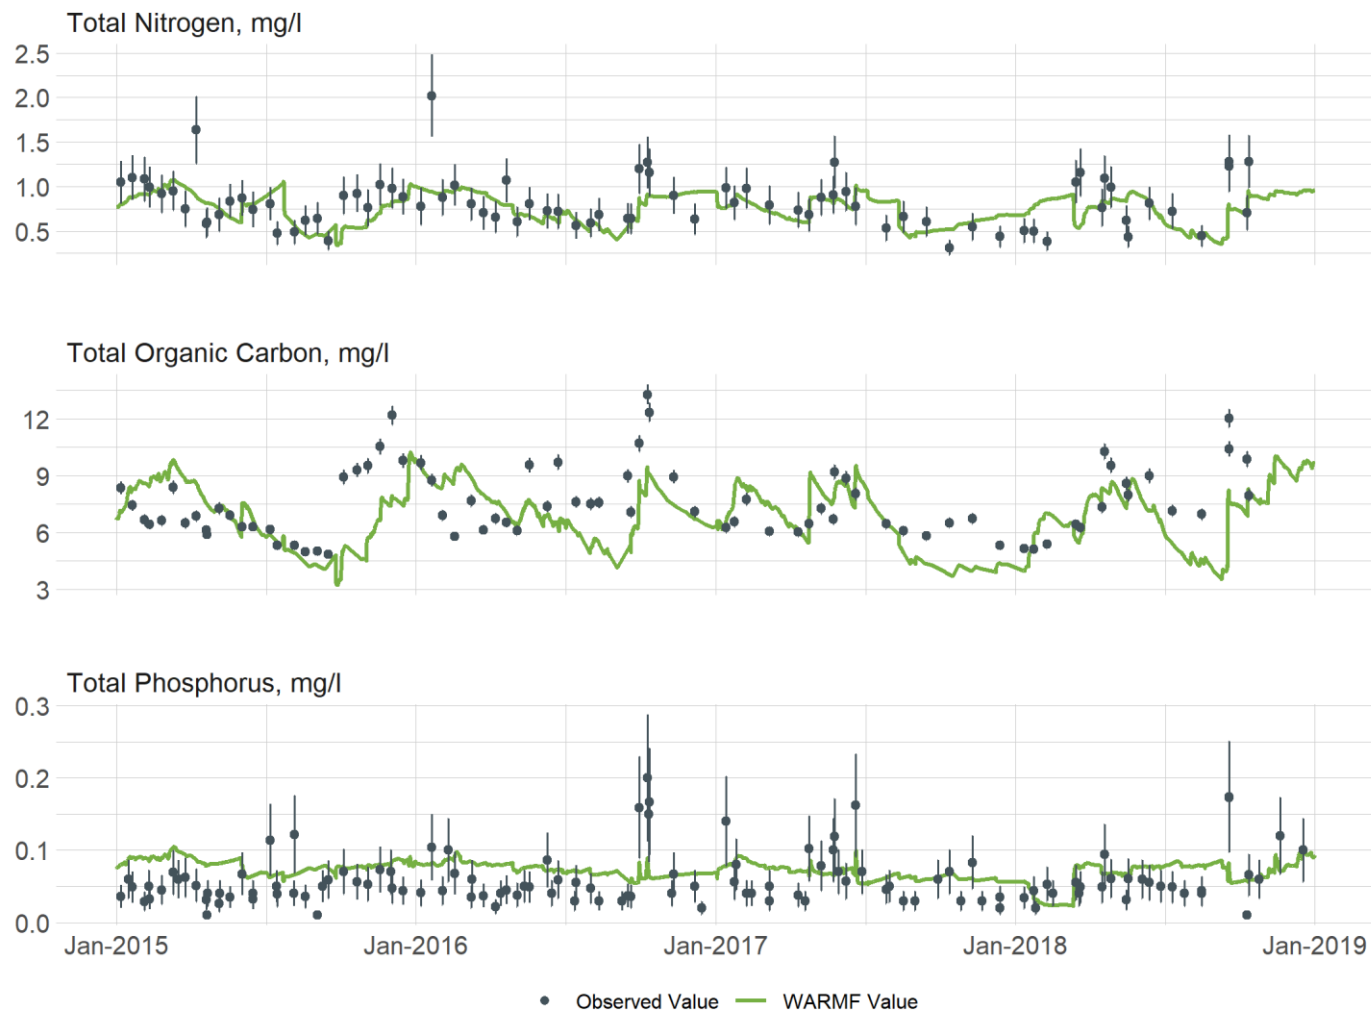 Total Nitrogen, mg/l
2.5
2.0
1.5
1.0
0.5
Total Organic Carbon, mg/l
12
9
6
3
Total Phosphorus, mg/l
0.3
0.2
0.1
0.0
Jan-2015 Jan-2016 Jan-2017 Jan-2018 Jan-2019
Observed Value WARMF Value